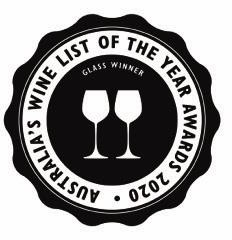 AUSTRALIA'S WINE LIST OF THE YEAR AWARDS 2020 •
GLASS WINNER